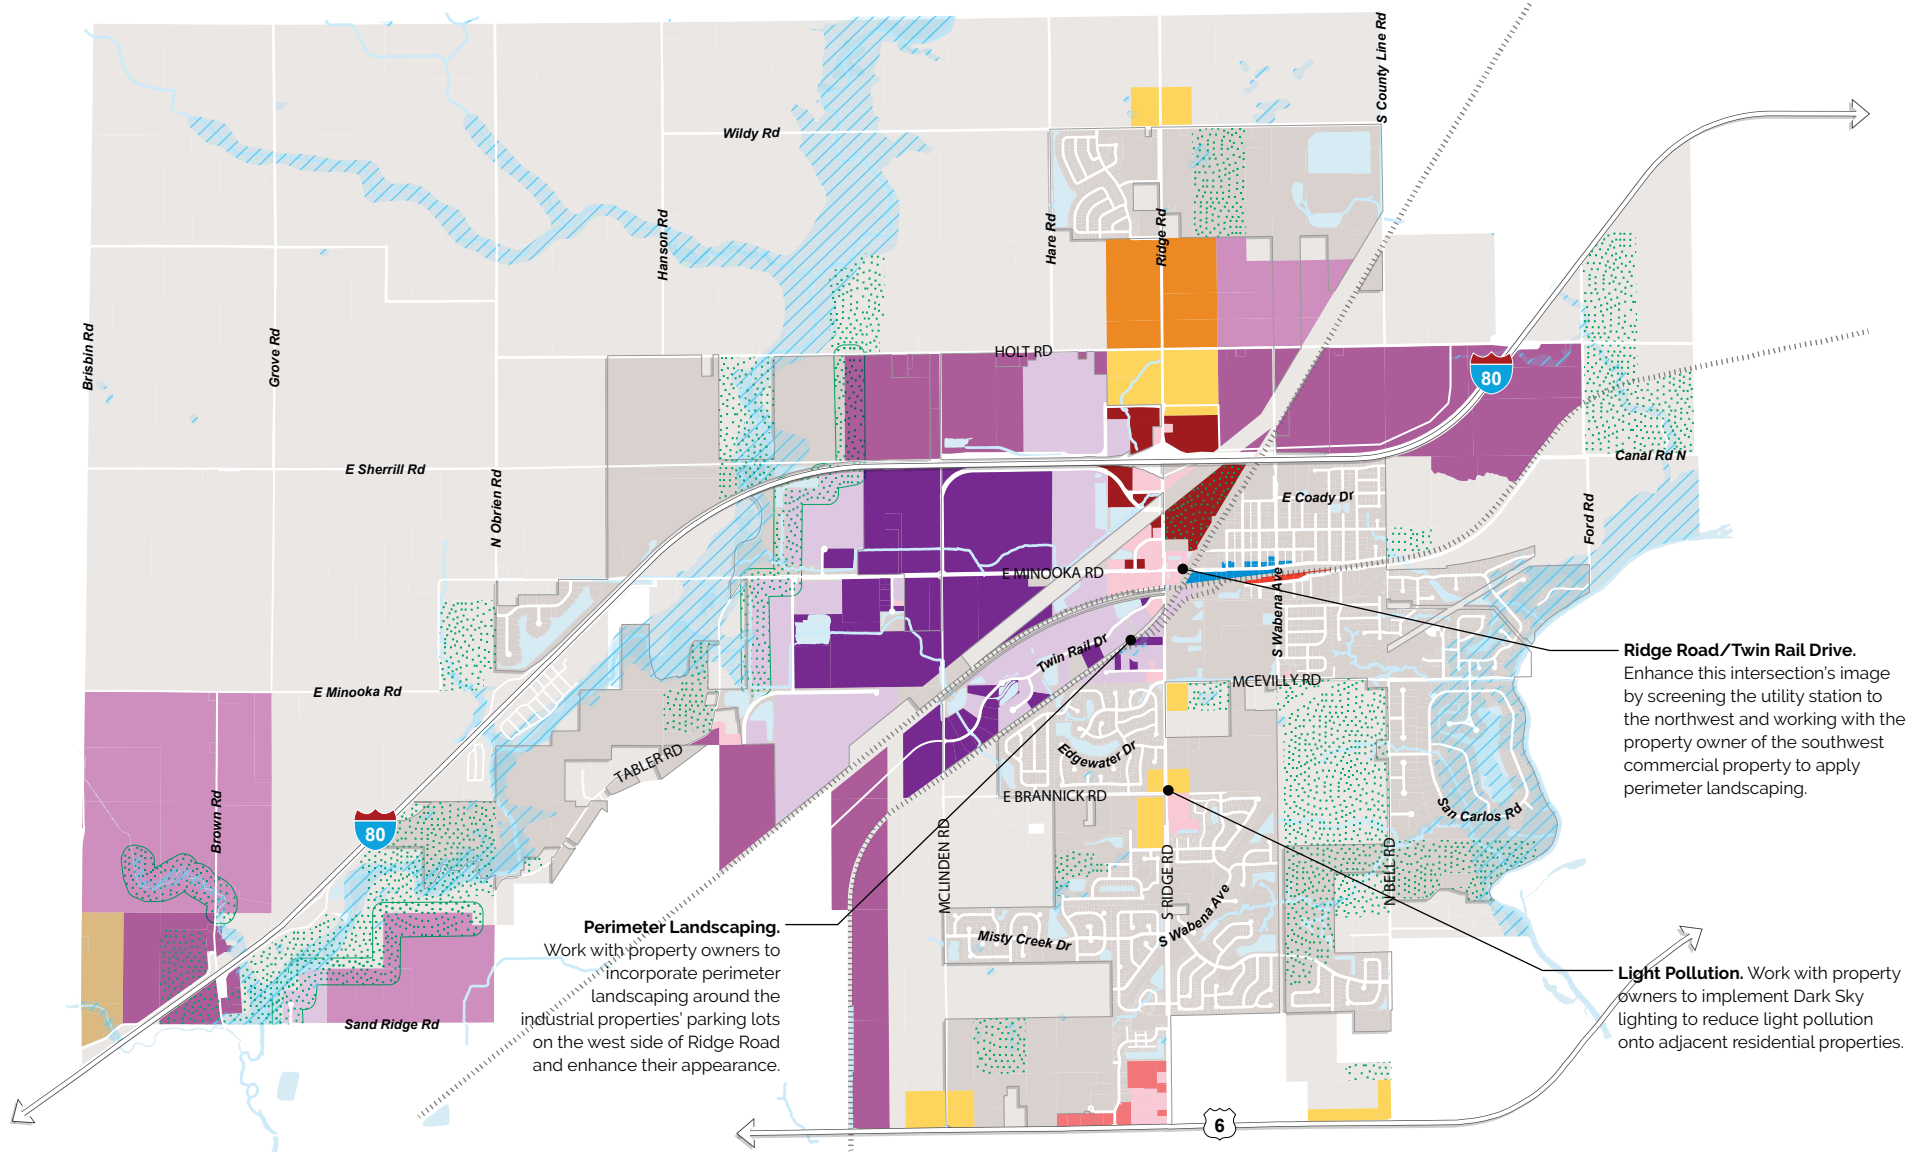 S County Line Rd
Wildy Rd
Hanson Rd
Hare Rd
Ridge Rd
Brisbin Rd
Grove Rd
HOLT RD
80
E Sherrill Rd
N Obrien Rd
Canal Rd N
E Coady Dr
Ford Rd
E MINOOKA RD
S Wabena Ave
Twin Rail Dr
Ridge Road/Twin Rail Drive.
Enhance this intersection's image
by screening the utility station to
the northwest and working with the
property owner of the southwest
commercial property to apply
perimeter landscaping.
E Minooka Rd
MCEVILLY RD
TABLER RD
Edgewater Dr
E BRANNICK RD
San Carlos Rd
Brown Rd
80
MCLINDEN RD
S RIDGE RD
N BELL RD
S Wabena Ave
Misty Creek Dr
Perimeter Landscaping.
Work with property owners to
incorporate perimeter
landscaping around the
industrial properties' parking lots
on the west side of Ridge Road
and enhance their appearance.
Light Pollution. Work with property
owners to implement Dark Sky
lighting to reduce light pollution
onto adjacent residential properties.
Sand Ridge Rd
6